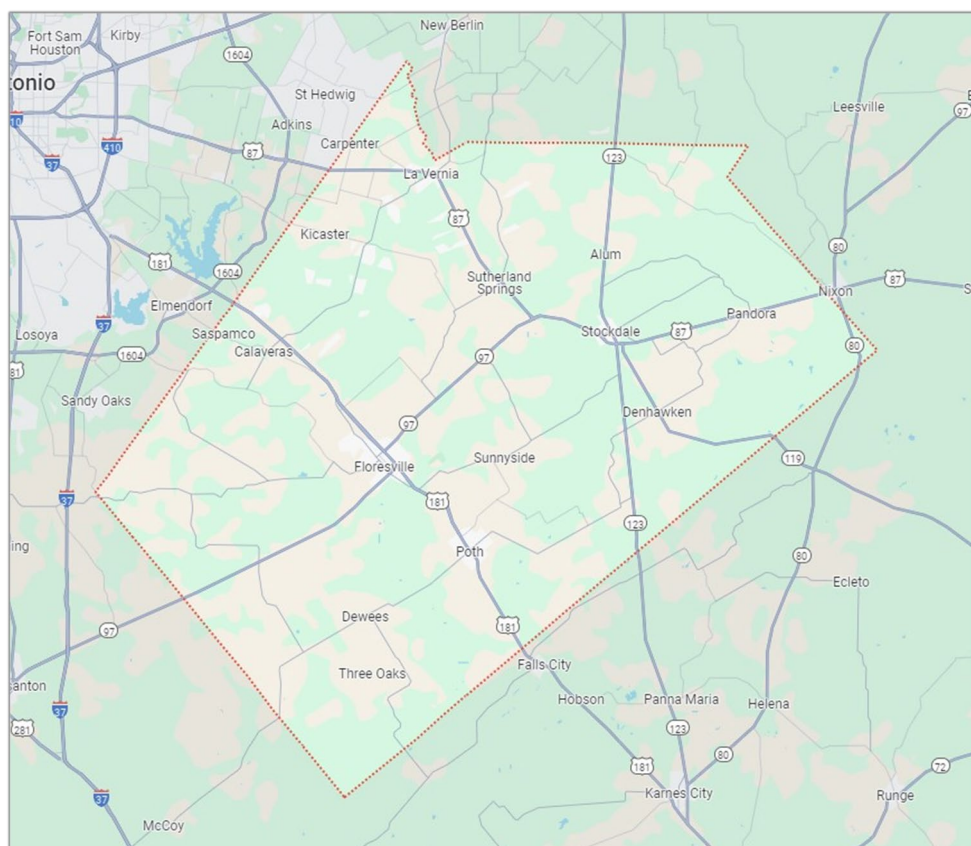 New Berlin
Fort Sam
Houston
Kirby
1604
tonio
St Hedwig
Leesville
97
10
Adkins
410
37
87
Carpenter
123
La Vernia
87
Kicaster
181
1604
Alum
80
Sutherland
Springs
87
Nixon
Elmendorf
Pandora
37
Saspamco
Stockdale
87
Losoya
Calaveras
80
1604
97
81
Sandy Oaks
Denhawken
97
Sunnyside
119
Floresville
37
181
123
ing
Poth
80
Ecleto
Dewees
181
97
Falls City
Three Oaks
anton
Hobson
Panna Maria
Helena
37
281
123
80
181
72
Karnes City
Runge
37
McCoy